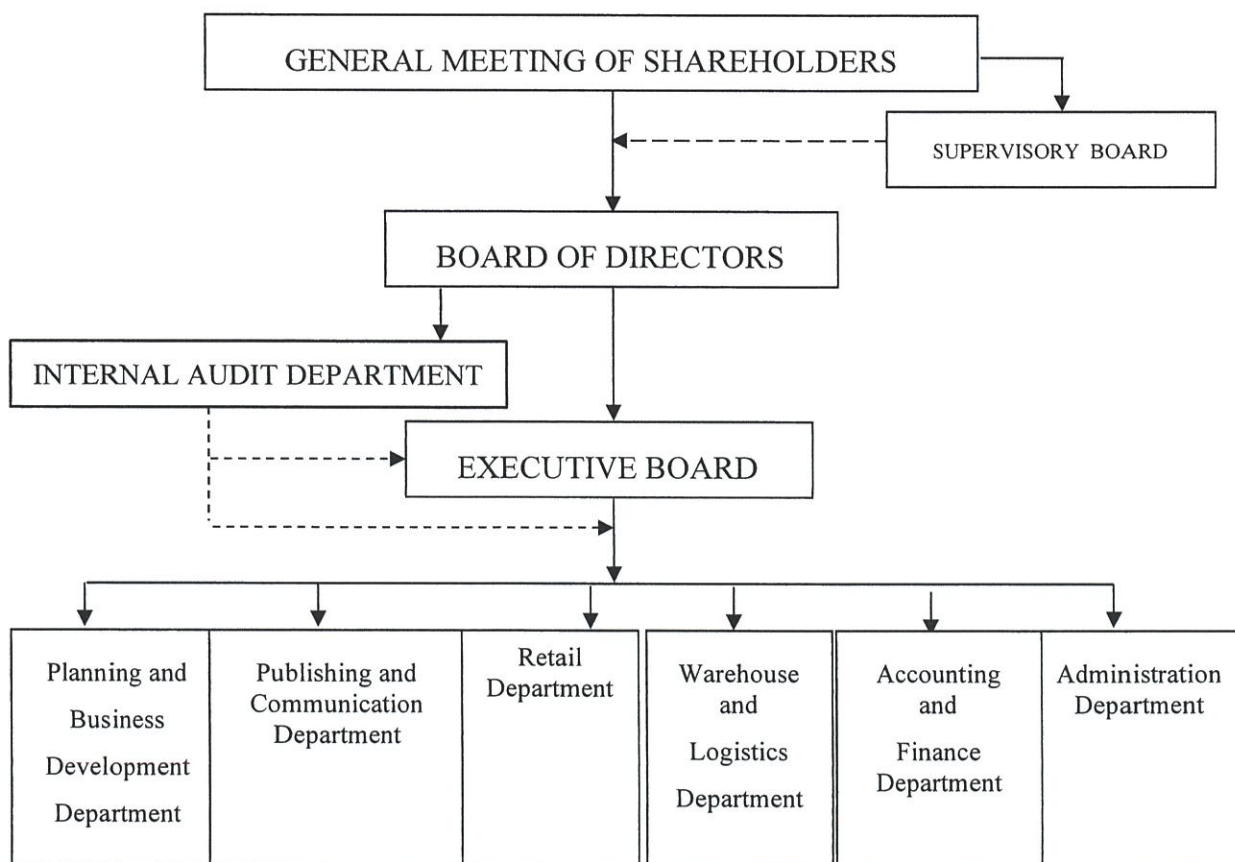 GENERAL MEETING OF SHAREHOLDERS
SUPERVISORY BOARD
BOARD OF DIRECTORS
INTERNAL AUDIT DEPARTMENT
EXECUTIVE BOARD
Planning and
Business
Development
Department
Publishing and
Communication
Department
Retail
Department
Warehouse
and
Logistics
Department
Accounting
and
Finance
Department
Administration
Department